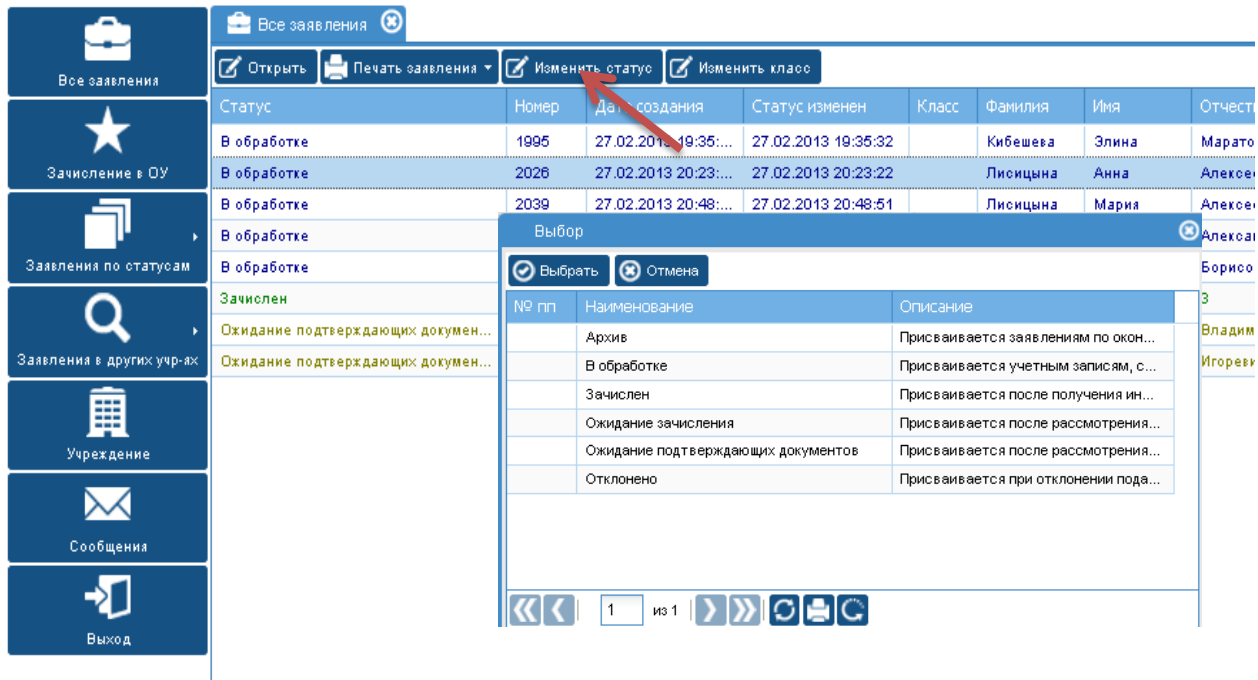 Все заявления
Зачисление в ОУ
Заявления по статусам
Заявления в других учр-ях
Учреждение
Сообщения
Выход
Все заявления
Открыть Печать заявления Изменить статус Изменить класс
Статус Номер Дата создания Статус изменен Класс Фамилия Имя Отчест
В обработке 1995 27.02.2013 19:35:... 27.02.2013 19:35:32 Кибешева Элина Марато
В обработке 2026 27.02.2013 20:23:... 27.02.2013 20:23:22 Лисицына Анна Алексе
В обработке 2039 27.02.2013 20:48:... 27.02.2013 20:48:51 Лисицына Мария Алексе
В обработке Алекса
В обработке Борисо
Зачислен З
Ожидание подтверждающих докумен... Владим
Ожидание подтверждающих докумен... Игореви
Выбор
Выбрать Отмена
№ пп Наименование Описание
Архив Присваивается заявлениям по окон...
В обработке Присваивается учетным записям, с...
Зачислен Присваивается после получения ин...
Ожидание зачисления Присваивается после рассмотрения...
Ожидание подтверждающих документов Присваивается после рассмотрения...
Отклонено Присваивается при отклонении пода...
1 из 1